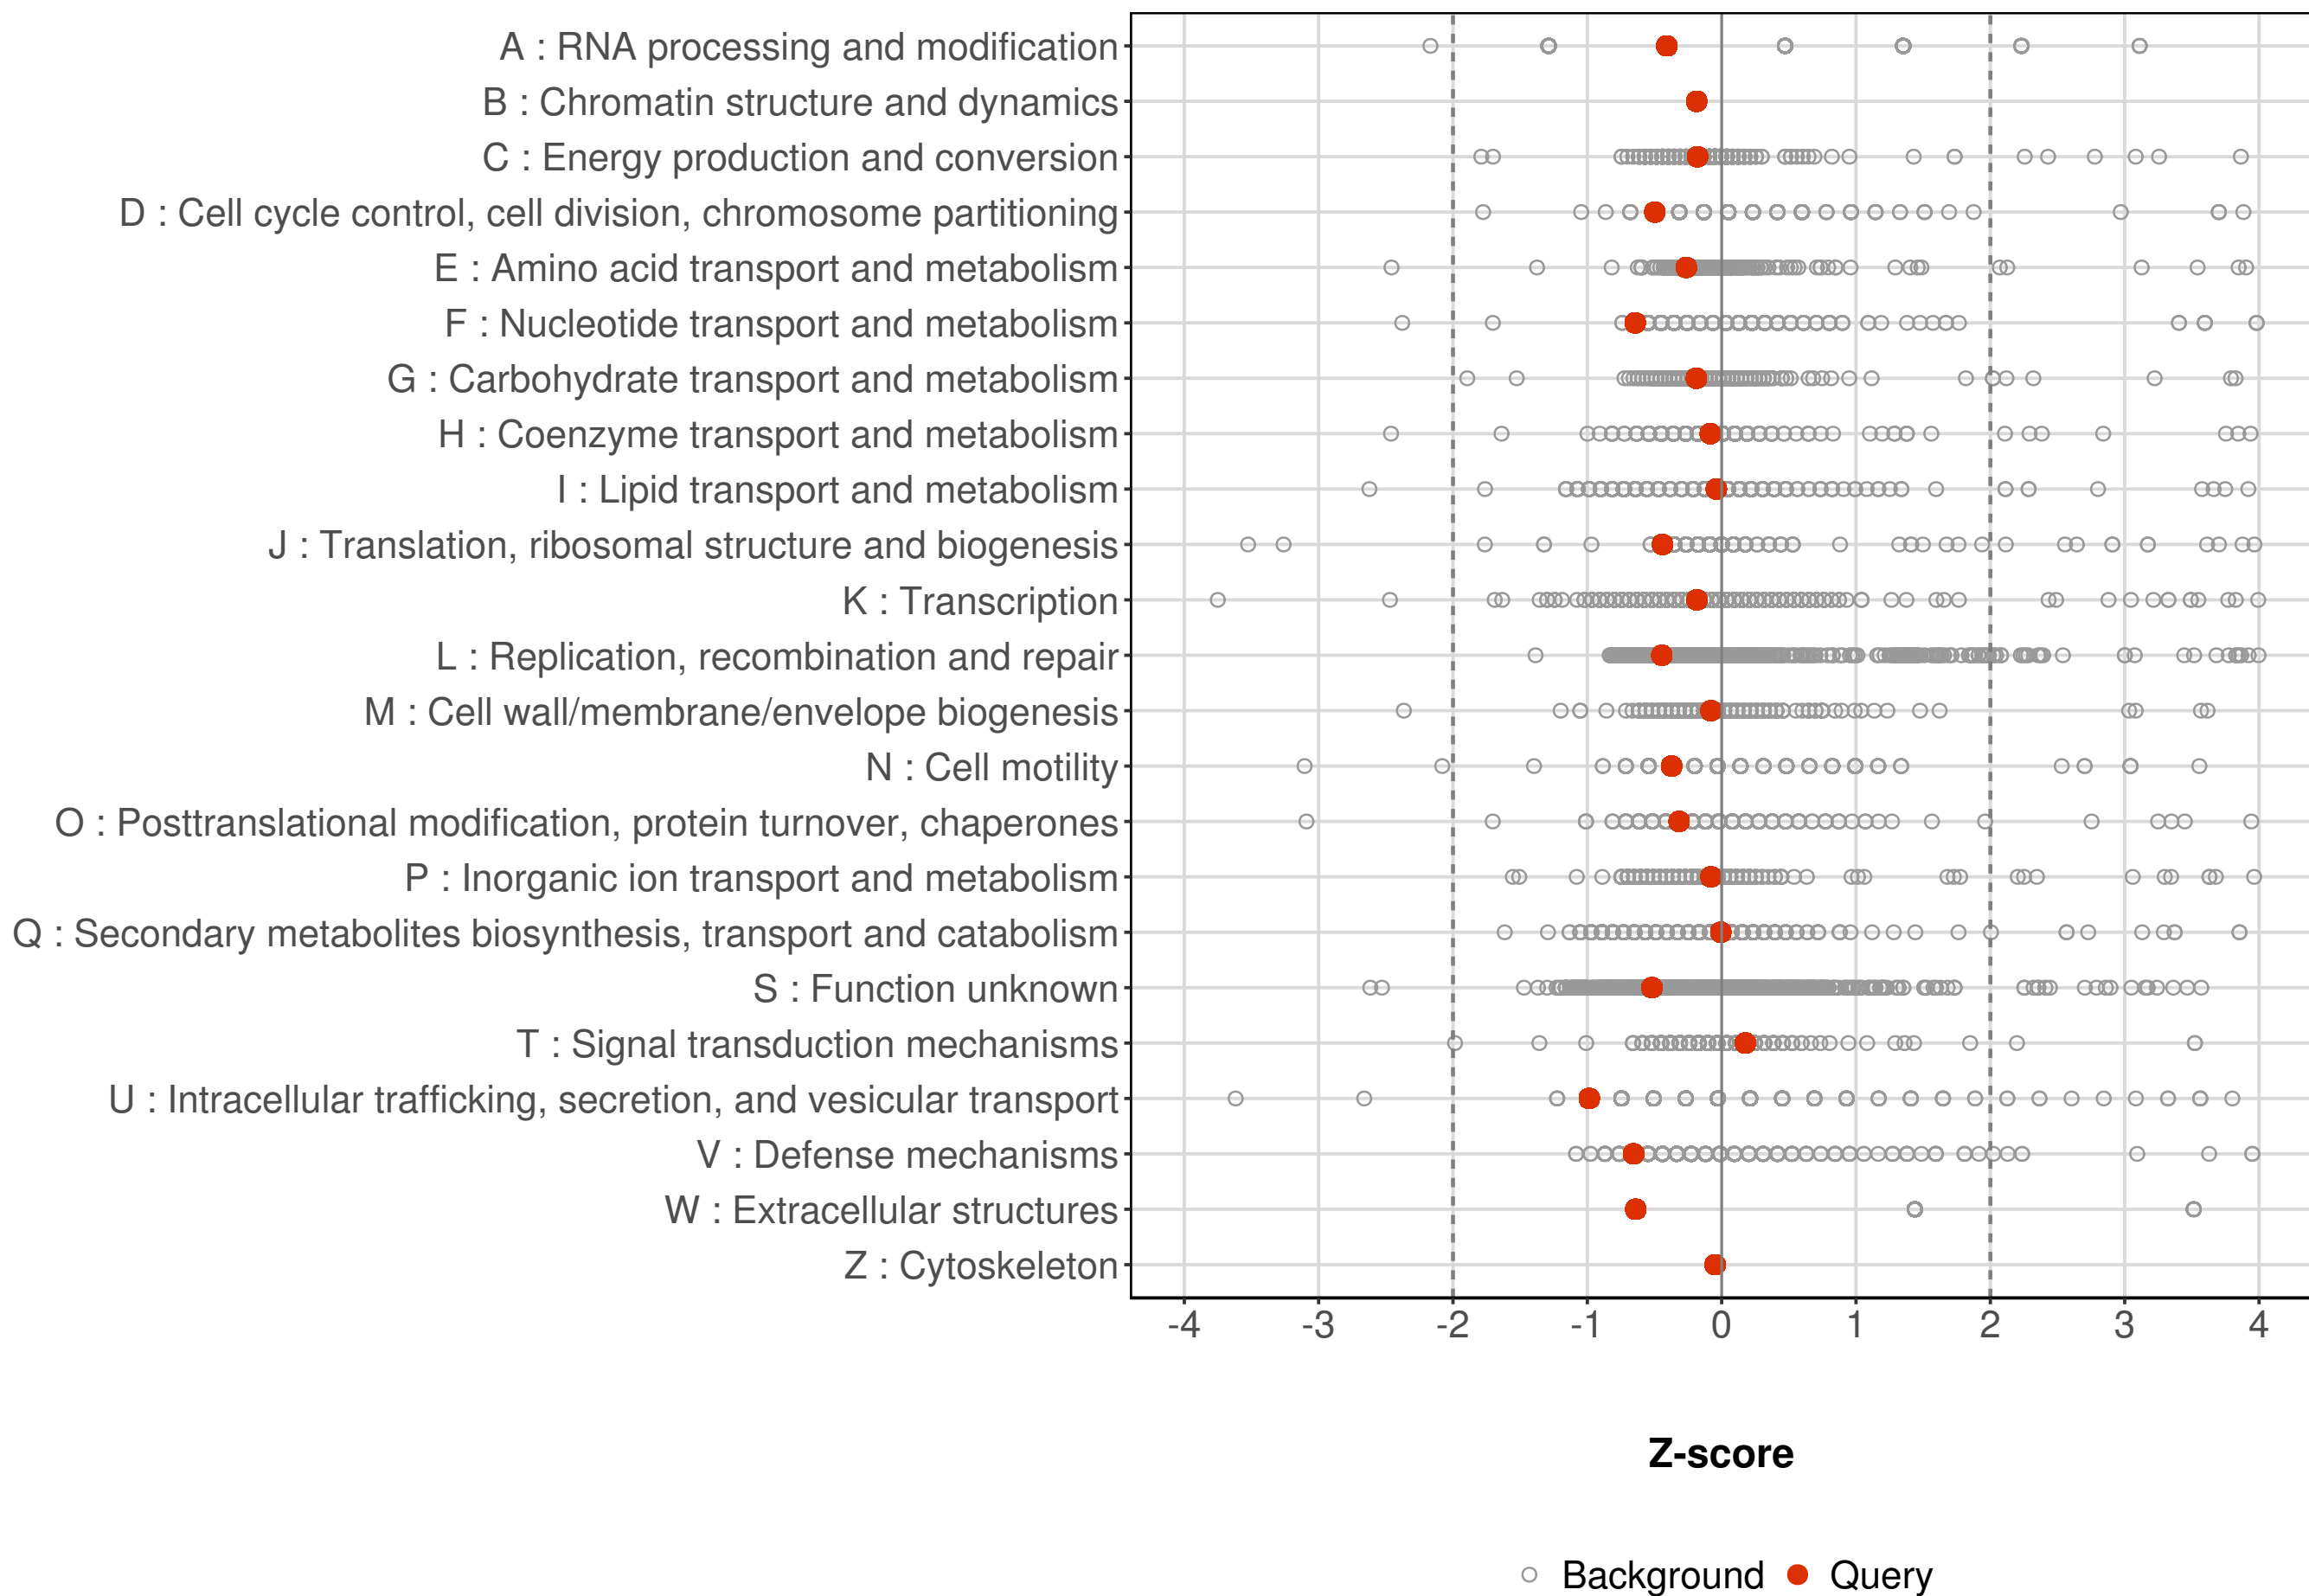 A : RNA processing and modification
B : Chromatin structure and dynamics
C : Energy production and conversion
D : Cell cycle control, cell division, chromosome partitioning
E : Amino acid transport and metabolism
F : Nucleotide transport and metabolism
G : Carbohydrate transport and metabolism
H : Coenzyme transport and metabolism
I : Lipid transport and metabolism
J : Translation, ribosomal structure and biogenesis
K : Transcription
L : Replication, recombination and repair
M : Cell wall/membrane/envelope biogenesis
N : Cell motility
O : Posttranslational modification, protein turnover, chaperones
P : Inorganic ion transport and metabolism
Q : Secondary metabolites biosynthesis, transport and catabolism
S : Function unknown
T : Signal transduction mechanisms
U : Intracellular trafficking, secretion, and vesicular transport
V : Defense mechanisms
W : Extracellular structures
Z : Cytoskeleton
-4 -3 -2 -1 0 1 2 3 4
Z-score
Background Query